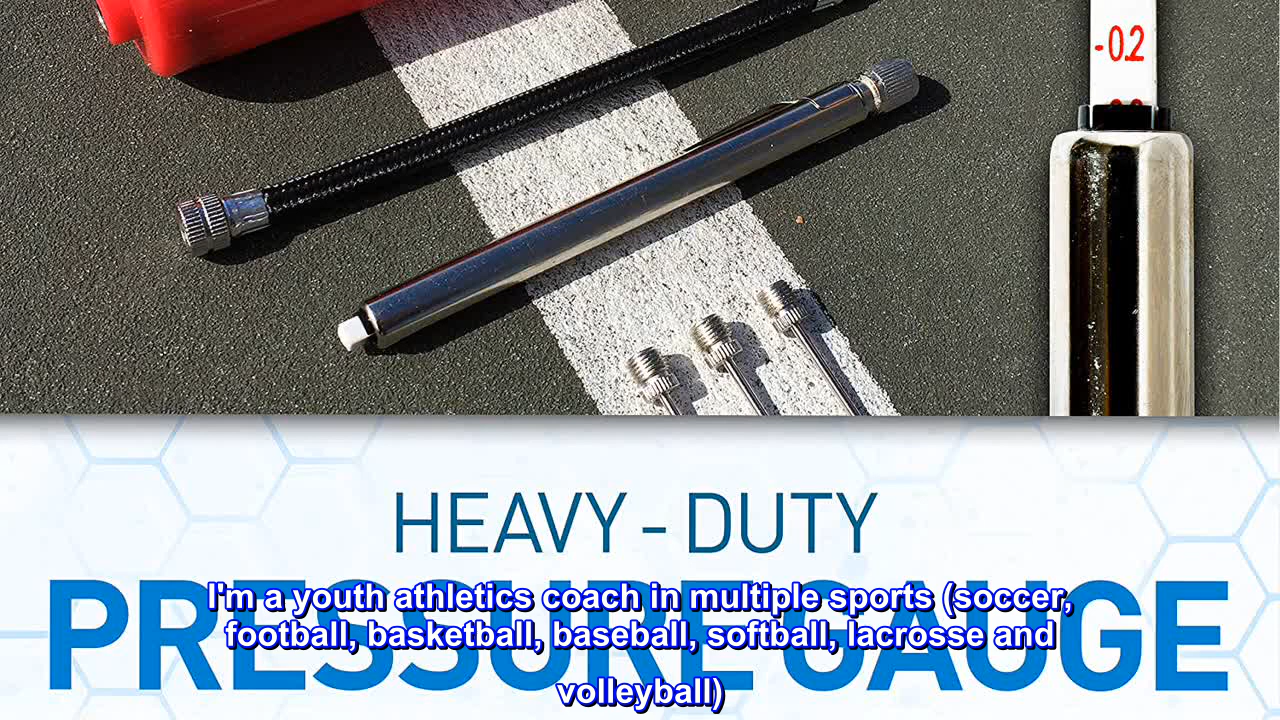 -0.2
HEAVY - DUTY
PRESSURE GAUGE
I'm a youth athletics coach in multiple sports (soccer,
football, basketball, baseball, softball, lacrosse and
volleyball)